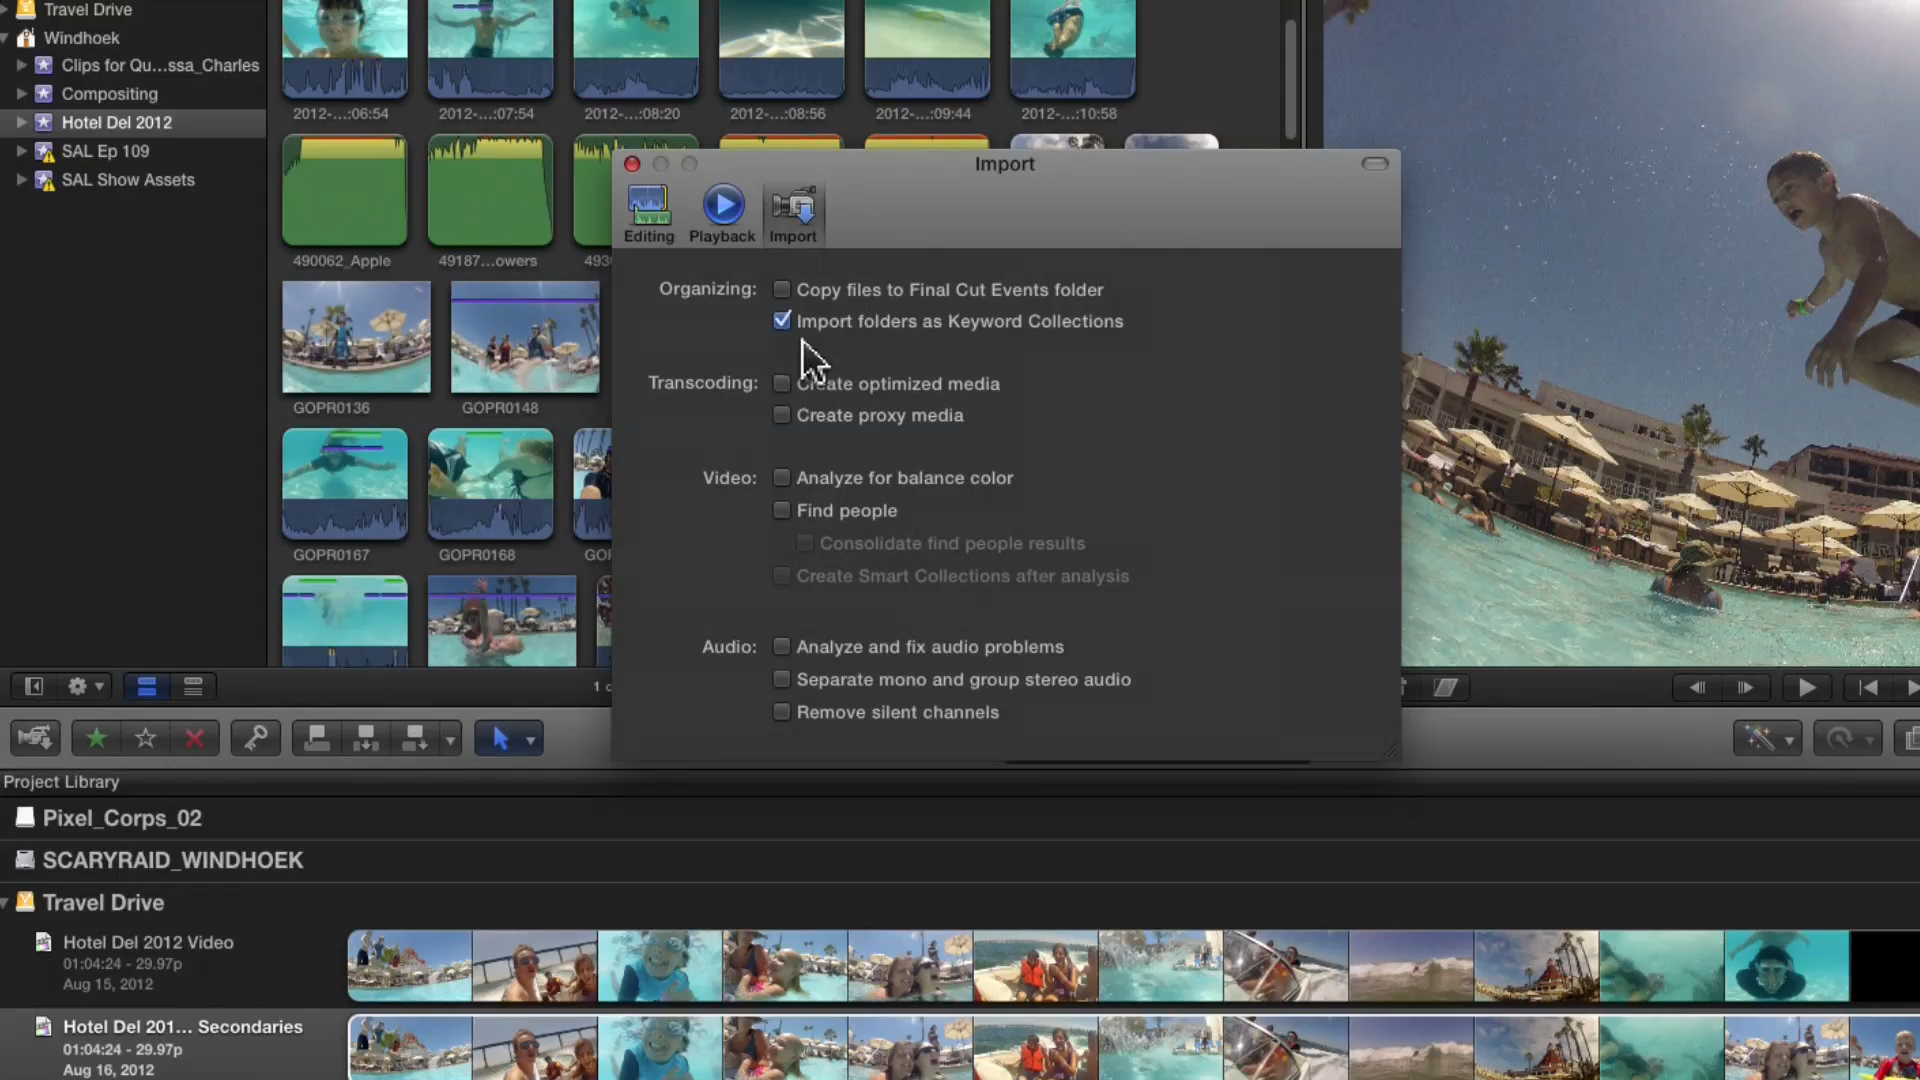 Travel Drive
Windhoek
Clips for Qu...ssa_Charles
Compositing
Hotel Del 2012
SAL Ep 109
SAL Show Assets
2012-...:06:54
2012-...:07:54
2012-...:08:20
2012-...:08:56
2012-...:09:44
2012-...:10:58
490062_Apple
49187...owers
493
GOPR0136
GOPR0148
GOPR0167
GOPR0168
GOP
Import
Editing
Playback
Import
Organizing:
Copy files to Final Cut Events folder
Import folders as Keyword Collections
Transcoding:
Create optimized media
Create proxy media
Video:
Analyze for balance color
Find people
Consolidate find people results
Create Smart Collections after analysis
Audio:
Analyze and fix audio problems
Separate mono and group stereo audio
Remove silent channels
Project Library
Pixel_Corps_02
SCARYRAID_WINDHOEK
Travel Drive
Hotel Del 2012 Video
01:04:24 - 29.97p
Aug 15, 2012
Hotel Del 201... Secondaries
01:04:24 - 29.97p
Aug 16, 2012